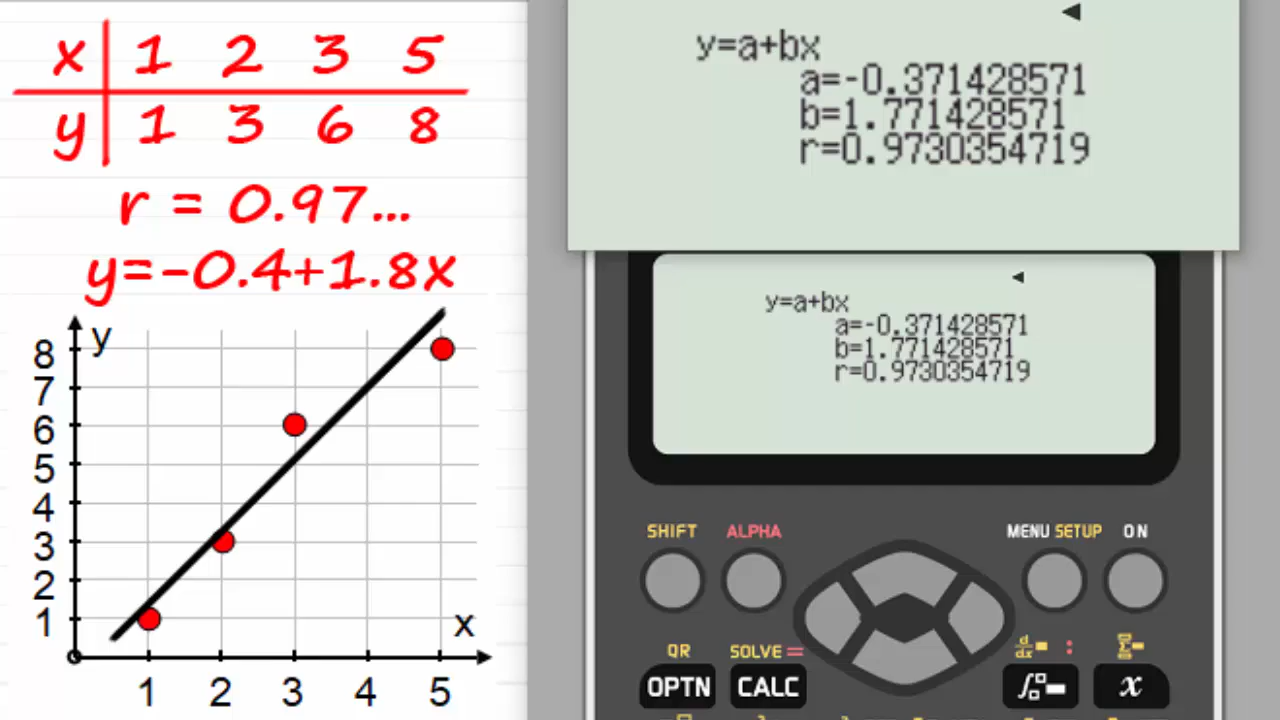 x 1 2 3 5
y 1 3 6 8
r = 0.97...
y=-0.4+1.8x
y
8
7
6
5
4
3
2
1
x
1 2 3 4 5
y=a+bx
a=-0.371428571
b=1.771428571
r=0.9730354719
y=a+bx
a=-0.371428571
b=1.771428571
r=0.9730354719
SHIFT ALPHA MENU SETUP ON
QR SOLVE = d/dx :  Σ
OPTN CALC ∫ x